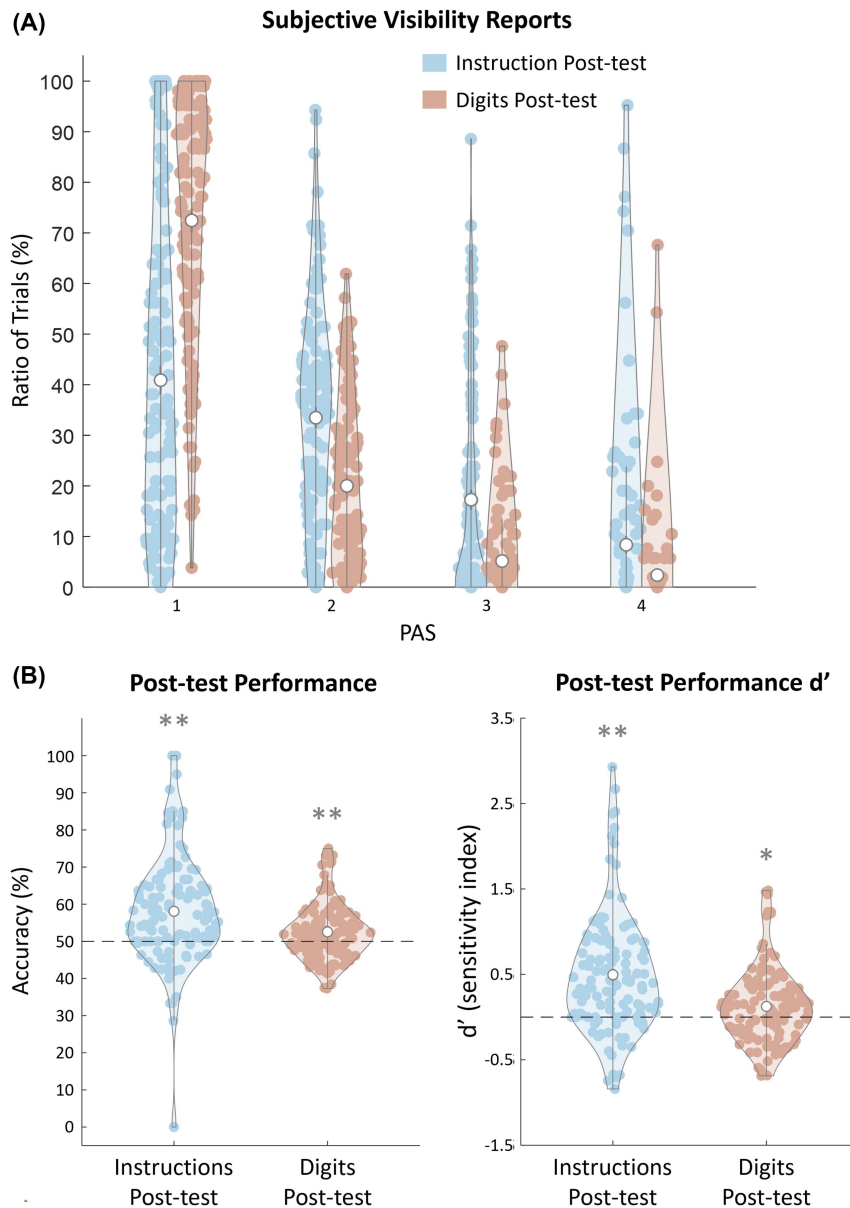 (A)
Subjective Visibility Reports
Instruction Post-test
Digits Post-test
Ratio of Trials (%)
100
90
80
70
60
50
40
30
20
10
0
1 2 3 4
PAS
(B)
Post-test Performance
**
**
Accuracy (%)
100
90
80
70
60
50
40
30
20
10
0
Instructions Post-test
Digits Post-test
Post-test Performance d’
**
*
d’ (sensitivity index)
3.5
2.5
1.5
0.5
-0.5
-1.5
Instructions Post-test
Digits Post-test